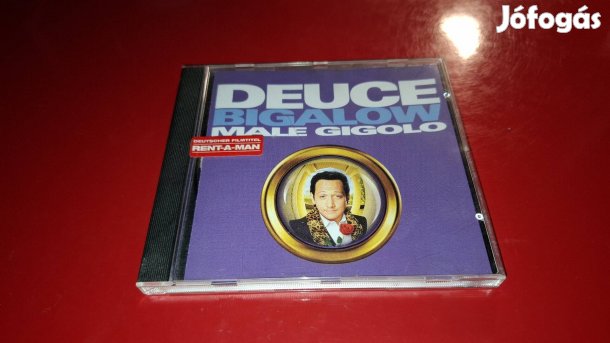 Jófogás
DEUCE
BIGALOW
MALE GIGOLO
DEUTSCHER FILMTITEL
RENT-A-MAN